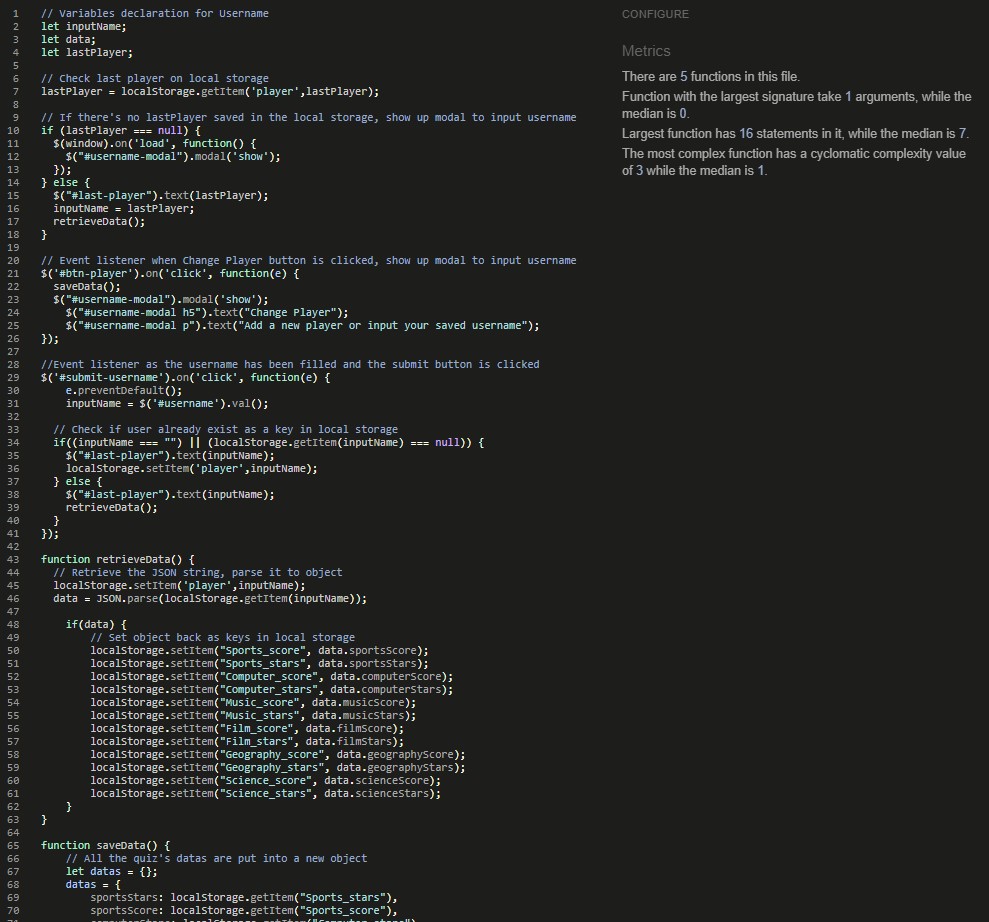 1 // Variables declaration for Username
2 let inputName;
3 let data;
4 let lastPlayer;
5
6 // Check last player on local storage
7 lastPlayer = localStorage.getItem('player',lastPlayer);
8
9 // If there's no lastPlayer saved in the local storage, show up modal to input username
10 if (lastPlayer === null) {
11   $(window).on('load', function() {
12     $("#username-modal").modal('show');
13   });
14 } else {
15   $("#last-player").text(lastPlayer);
16   inputName = lastPlayer;
17   retrieveData();
18 }
19
20 // Event listener when Change Player button is clicked, show up modal to input username
21 $('#btn-player').on('click', function(e) {
22   saveData();
23   $("#username-modal").modal('show');
24     $("#username-modal h5").text("Change Player");
25     $("#username-modal p").text("Add a new player or input your saved username");
26 });
27
28 //Event listener as the username has been filled and the submit button is clicked
29 $('#submit-username').on('click', function(e) {
30     e.preventDefault();
31     inputName = $('#username').val();
32
33   // Check if user already exist as a key in local storage
34   if((inputName === "") || (localStorage.getItem(inputName) === null)) {
35     $("#last-player").text(inputName);
36     localStorage.setItem('player',inputName);
37   } else {
38     $("#last-player").text(inputName);
39     retrieveData();
40   }
41 });
42
43 function retrieveData() {
44   // Retrieve the JSON string, parse it to object
45   localStorage.setItem('player',inputName);
46   data = JSON.parse(localStorage.getItem(inputName));
47
48     if(data) {
49         // Set object back as keys in local storage
50         localStorage.setItem("Sports_score", data.sportsScore);
51         localStorage.setItem("Sports_stars", data.sportsStars);
52         localStorage.setItem("Computer_score", data.computerScore);
53         localStorage.setItem("Computer_stars", data.computerStars);
54         localStorage.setItem("Music_score", data.musicScore);
55         localStorage.setItem("Music_stars", data.musicStars);
56         localStorage.setItem("Film_score", data.filmScore);
57         localStorage.setItem("Film_stars", data.filmStars);
58         localStorage.setItem("Geography_score", data.geographyScore);
59         localStorage.setItem("Geography_stars", data.geographyStars);
60         localStorage.setItem("Science_score", data.scienceScore);
61         localStorage.setItem("Science_stars", data.scienceStars);
62     }
63 }
64
65 function saveData() {
66     // All the quiz's datas are put into a new object
67     let datas = {};
68     datas = {
69         sportsStars: localStorage.getItem("Sports_stars"),
70         sportsScore: localStorage.getItem("Sports_score"),
CONFIGURE
Metrics
There are 5 functions in this file.
Function with the largest signature take 1 arguments, while the
median is 0.
Largest function has 16 statements in it, while the median is 7.
The most complex function has a cyclomatic complexity value
of 3 while the median is 1.